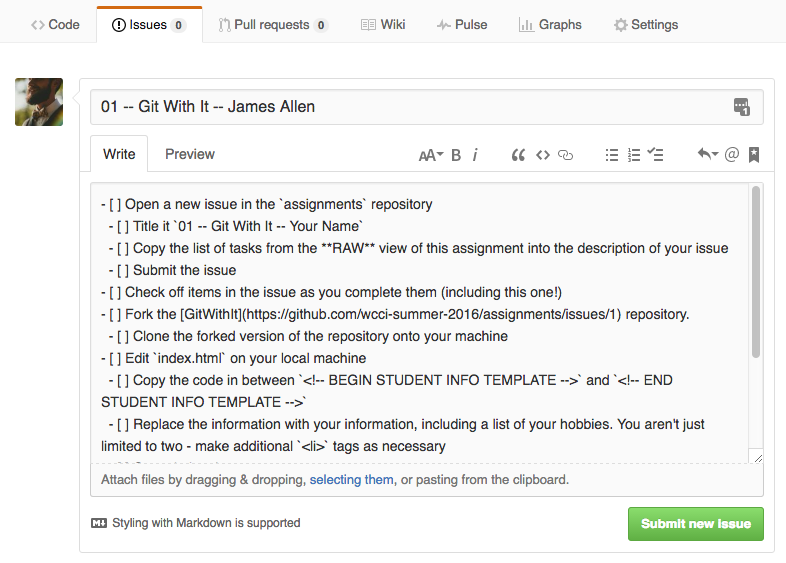 Code Issues 0 Pull requests 0 Wiki Pulse Graphs Settings
01 -- Git With It -- James Allen
1
Write Preview AA B i
- [ ] Open a new issue in the `assignments` repository
- [ ] Title it `01 -- Git With It -- Your Name`
- [ ] Copy the list of tasks from the **RAW** view of this assignment into the description of your issue
- [ ] Submit the issue
- [ ] Check off items in the issue as you complete them (including this one!)
- [ ] Fork the [GitWithIt](https://github.com/wcci-summer-2016/assignments/issues/1) repository.
- [ ] Clone the forked version of the repository onto your machine
- [ ] Edit `index.html` on your local machine
- [ ] Copy the code in between `<!-- BEGIN STUDENT INFO TEMPLATE -->` and `<!-- END
STUDENT INFO TEMPLATE -->`
- [ ] Replace the information with your information, including a list of your hobbies. You aren't just
limited to two - make additional `<li>` tags as necessary
Attach files by dragging & dropping, selecting them, or pasting from the clipboard.
Styling with Markdown is supported
Submit new issue